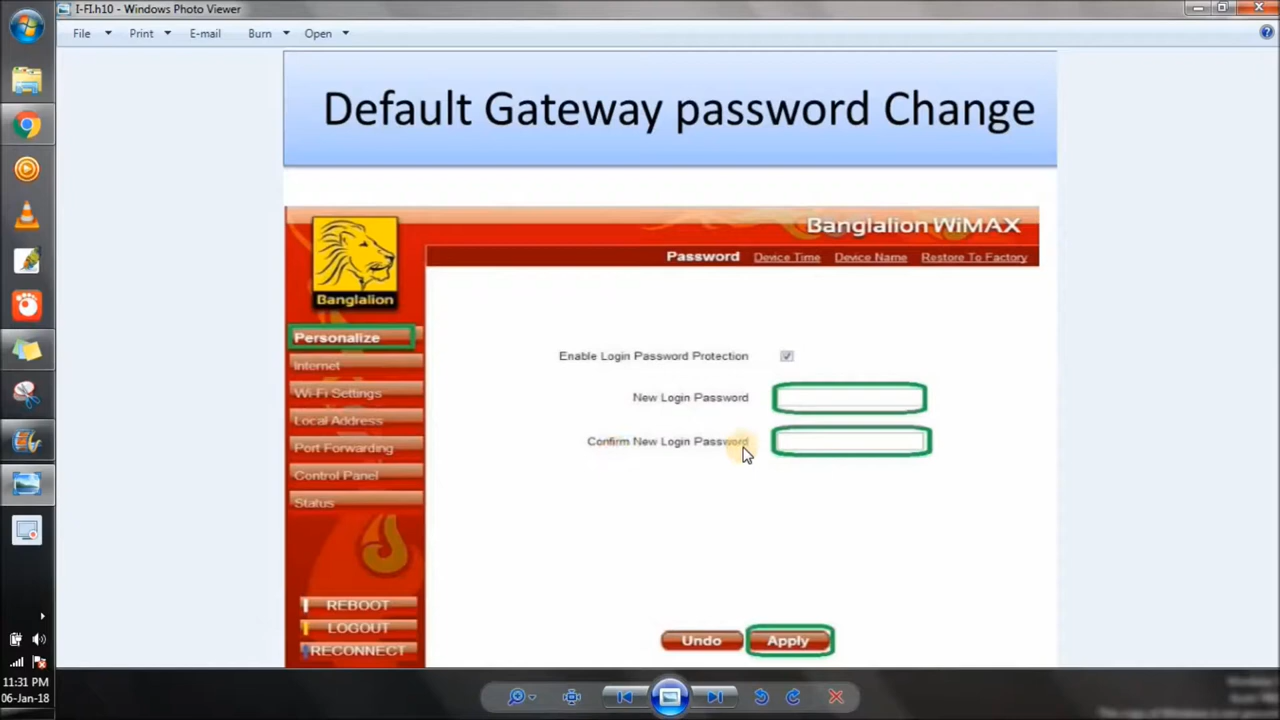 I-FI.h10 - Windows Photo Viewer
File Print E-mail Burn Open
Default Gateway password Change
Banglalion WiMAX
Password Device Time Device Name Restore To Factory
Banglalion
Personalize
Internet
Wi-Fi Settings
Local Address
Port Forwarding
Control Panel
Status
Enable Login Password Protection
New Login Password
Confirm New Login Password
REBOOT
LOGOUT
RECONNECT
Undo Apply
11:31 PM
06-Jan-18